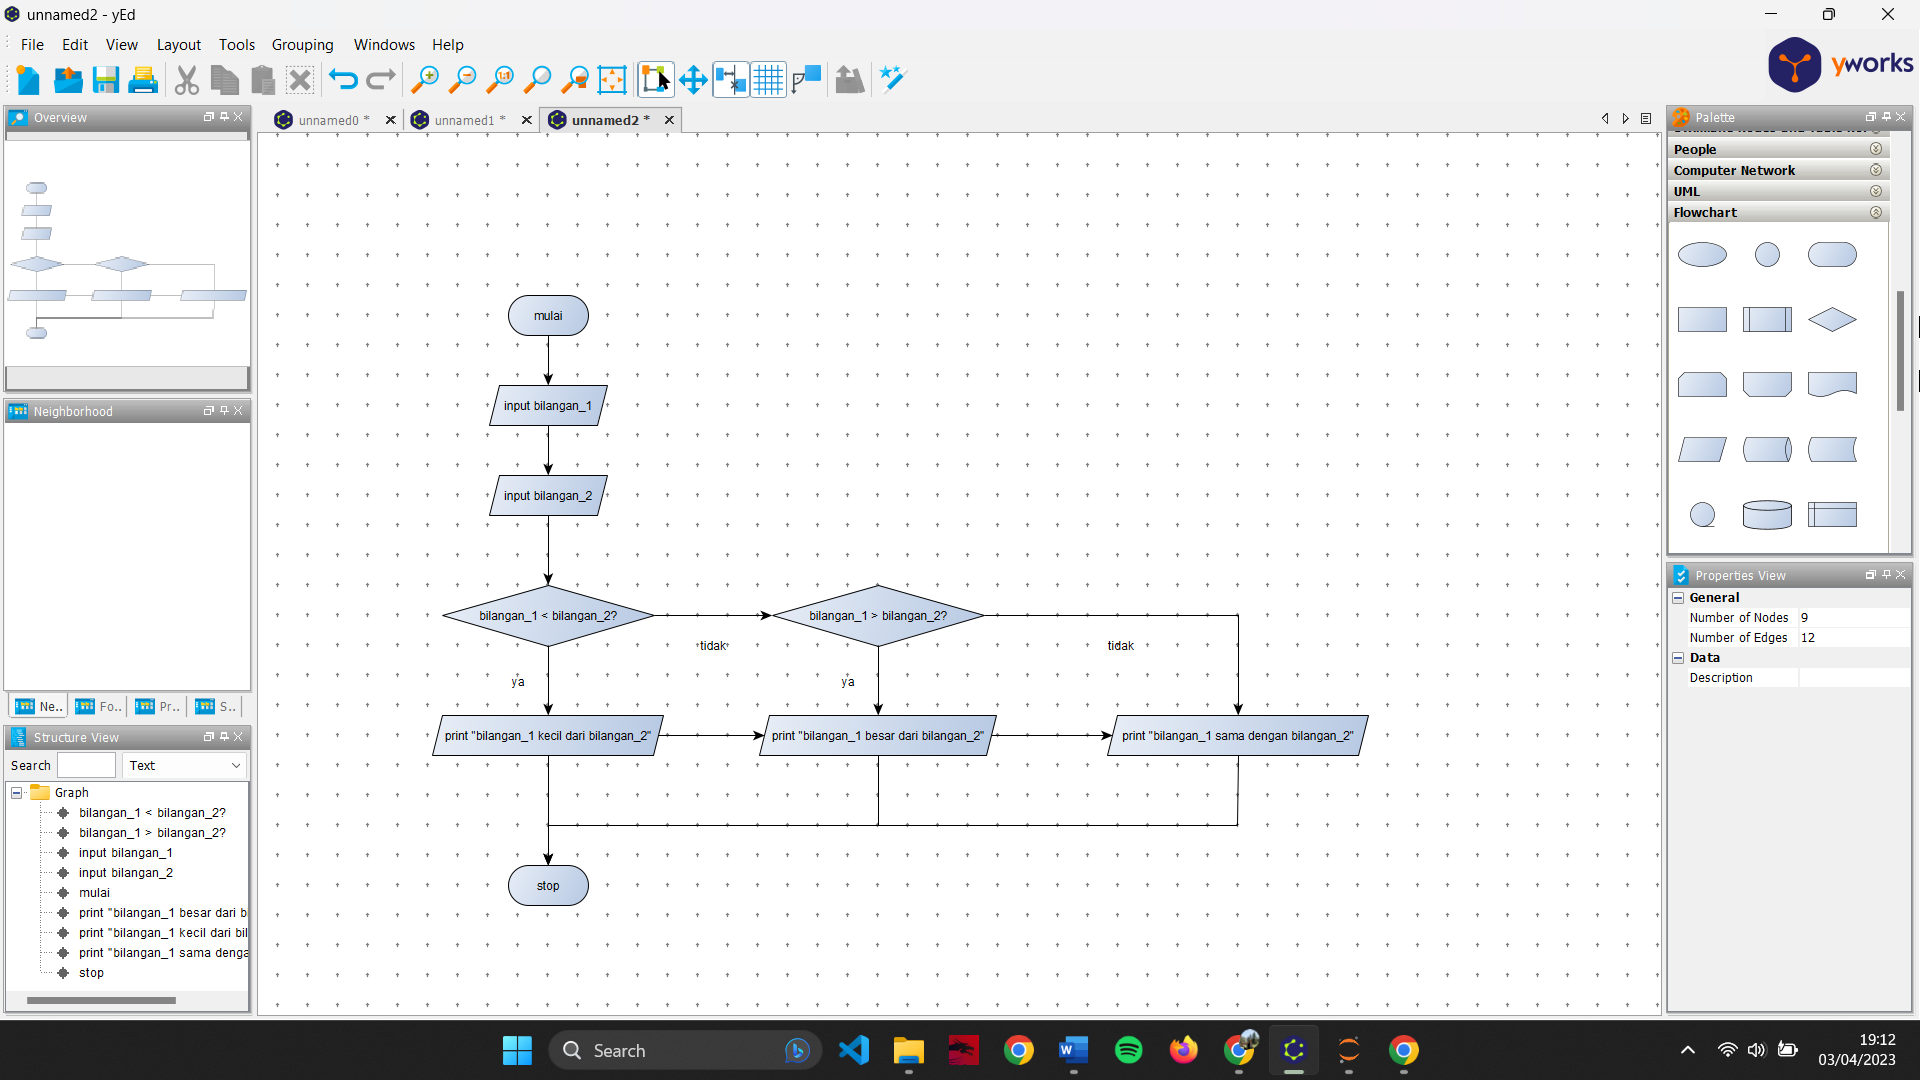 unnamed2 - yEd
File Edit View Layout Tools Grouping Windows Help
yworks
Overview
unnamed0 *
unnamed1 *
unnamed2 *
Palette
People
Computer Network
UML
Flowchart
mulai
input bilangan_1
input bilangan_2
bilangan_1 < bilangan_2?
tidak
bilangan_1 > bilangan_2?
tidak
ya
ya
print "bilangan_1 kecil dari bilangan_2"
print "bilangan_1 besar dari bilangan_2"
print "bilangan_1 sama dengan bilangan_2"
stop
Neighborhood
Ne.. Fo.. Pr.. S..
Structure View
Search Text
Graph
bilangan_1 < bilangan_2?
bilangan_1 > bilangan_2?
input bilangan_1
input bilangan_2
mulai
print "bilangan_1 besar dari b
print "bilangan_1 kecil dari bil
print "bilangan_1 sama denga
stop
Properties View
General
Number of Nodes 9
Number of Edges 12
Data
Description
Search
19:12
03/04/2023